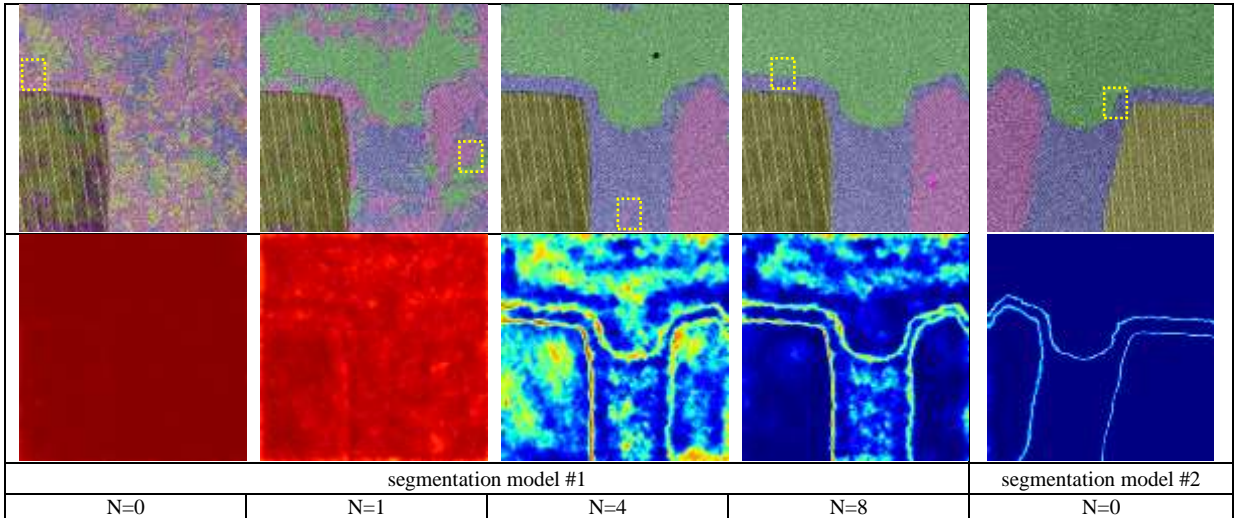 segmentation model #1 segmentation model #2
N=0 N=1 N=4 N=8 N=0